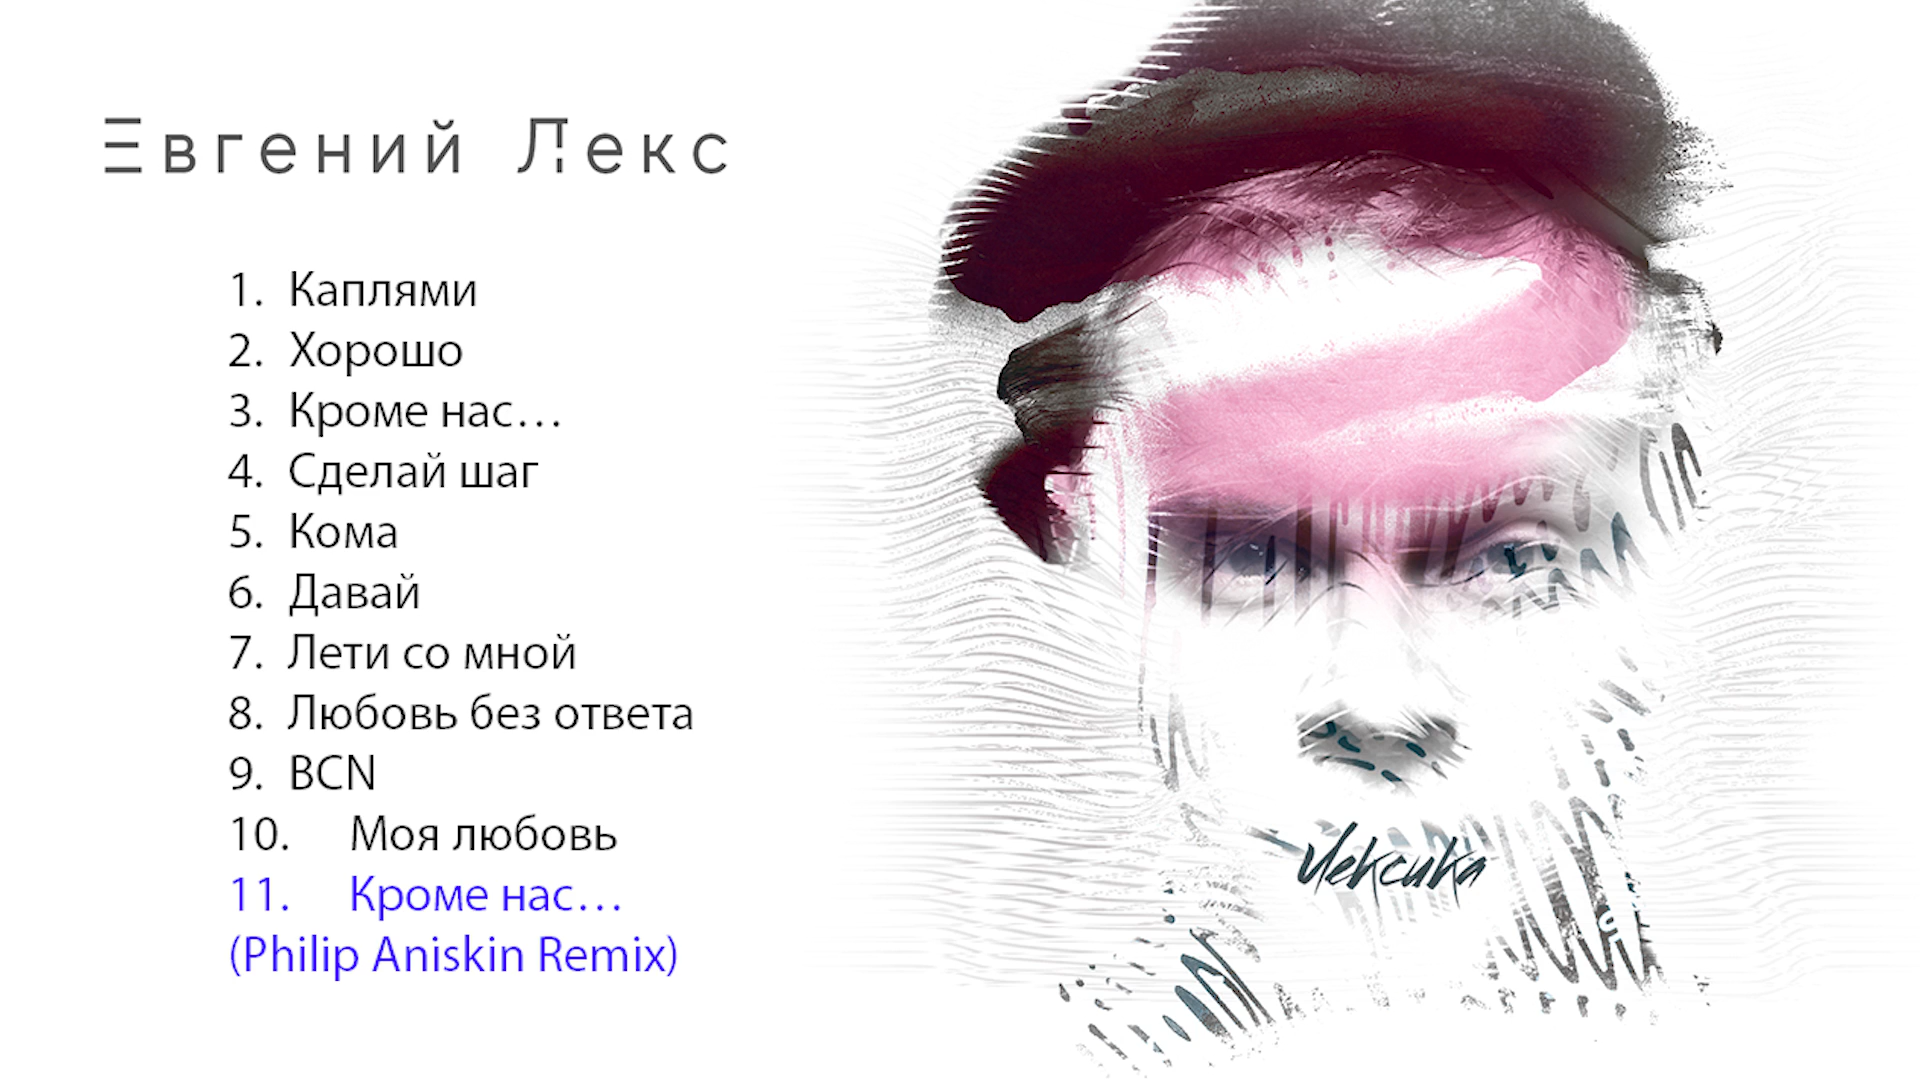 Евгений Лекс
1. Каплями
2. Хорошо
3. Кроме нас…
4. Сделай шаг
5. Кома
6. Давай
7. Лети со мной
8. Любовь без ответа
9. BCN
10. Моя любовь
11. Кроме нас…
(Philip Aniskin Remix)
Лексика